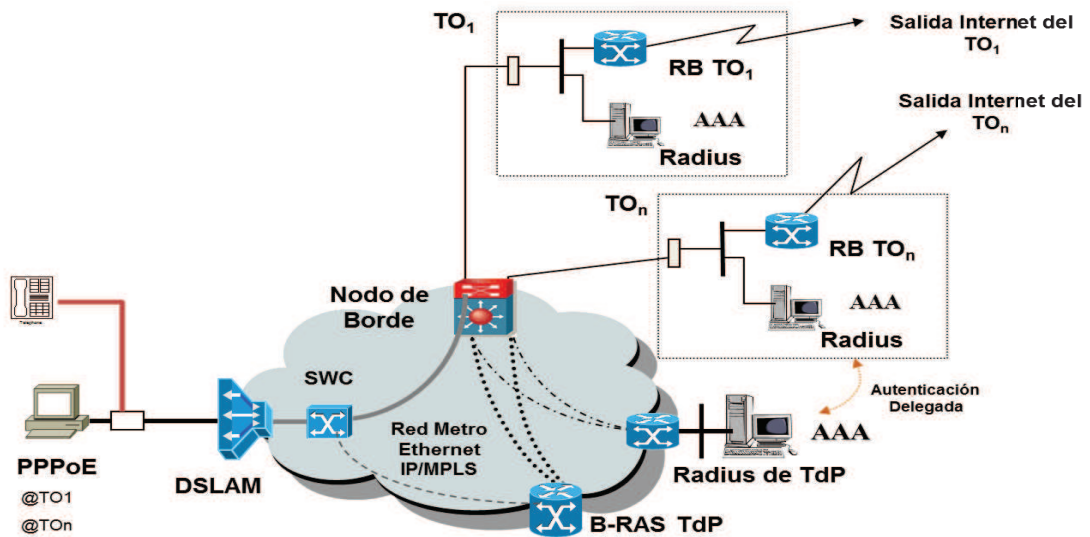 TO1
Salida Internet del
TO1
RB TO1
AAA
Radius
Salida Internet del
TOn
TOn
RB TOn
AAA
Radius
Nodo de
Borde
SWC
Telephone
Autenticación
Delegada
Red Metro
Ethernet
IP/MPLS
AAA
PPPoE
@TO1
@TOn
DSLAM
Radius de TdP
B-RAS TdP